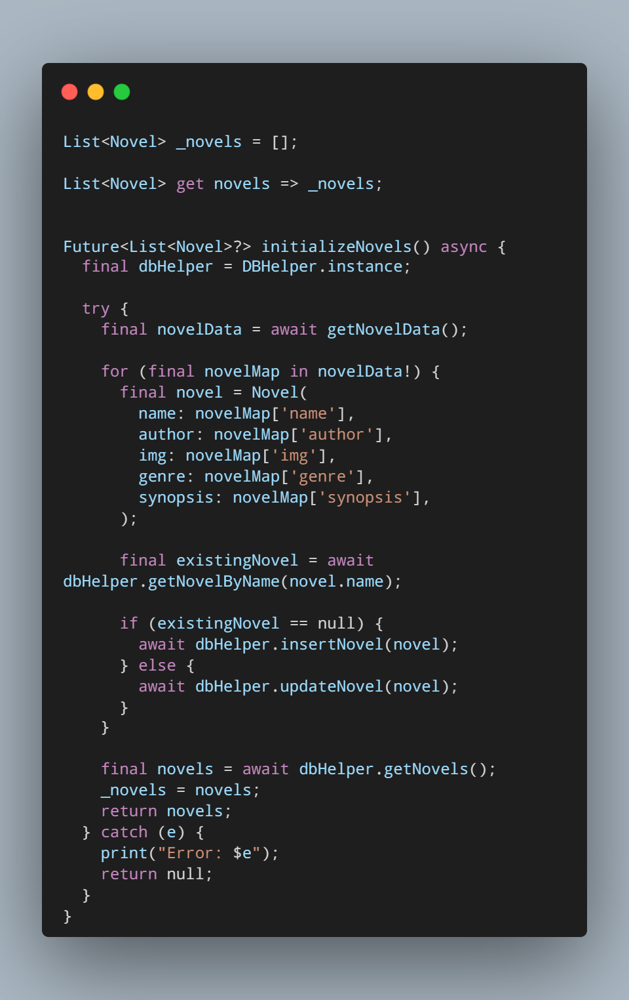 List<Novel> _novels = [];
List<Novel> get novels => _novels;
Future<List<Novel>?> initializeNovels() async {
  final dbHelper = DBHelper.instance;
  try {
    final novelData = await getNovelData();
    for (final novelMap in novelData!) {
      final novel = Novel(
        name: novelMap['name'],
        author: novelMap['author'],
        img: novelMap['img'],
        genre: novelMap['genre'],
        synopsis: novelMap['synopsis'],
      );
      final existingNovel = await
dbHelper.getNovelByName(novel.name);
      if (existingNovel == null) {
        await dbHelper.insertNovel(novel);
      } else {
        await dbHelper.updateNovel(novel);
      }
    }
    final novels = await dbHelper.getNovels();
    _novels = novels;
    return novels;
  } catch (e) {
    print("Error: $e");
    return null;
  }
}